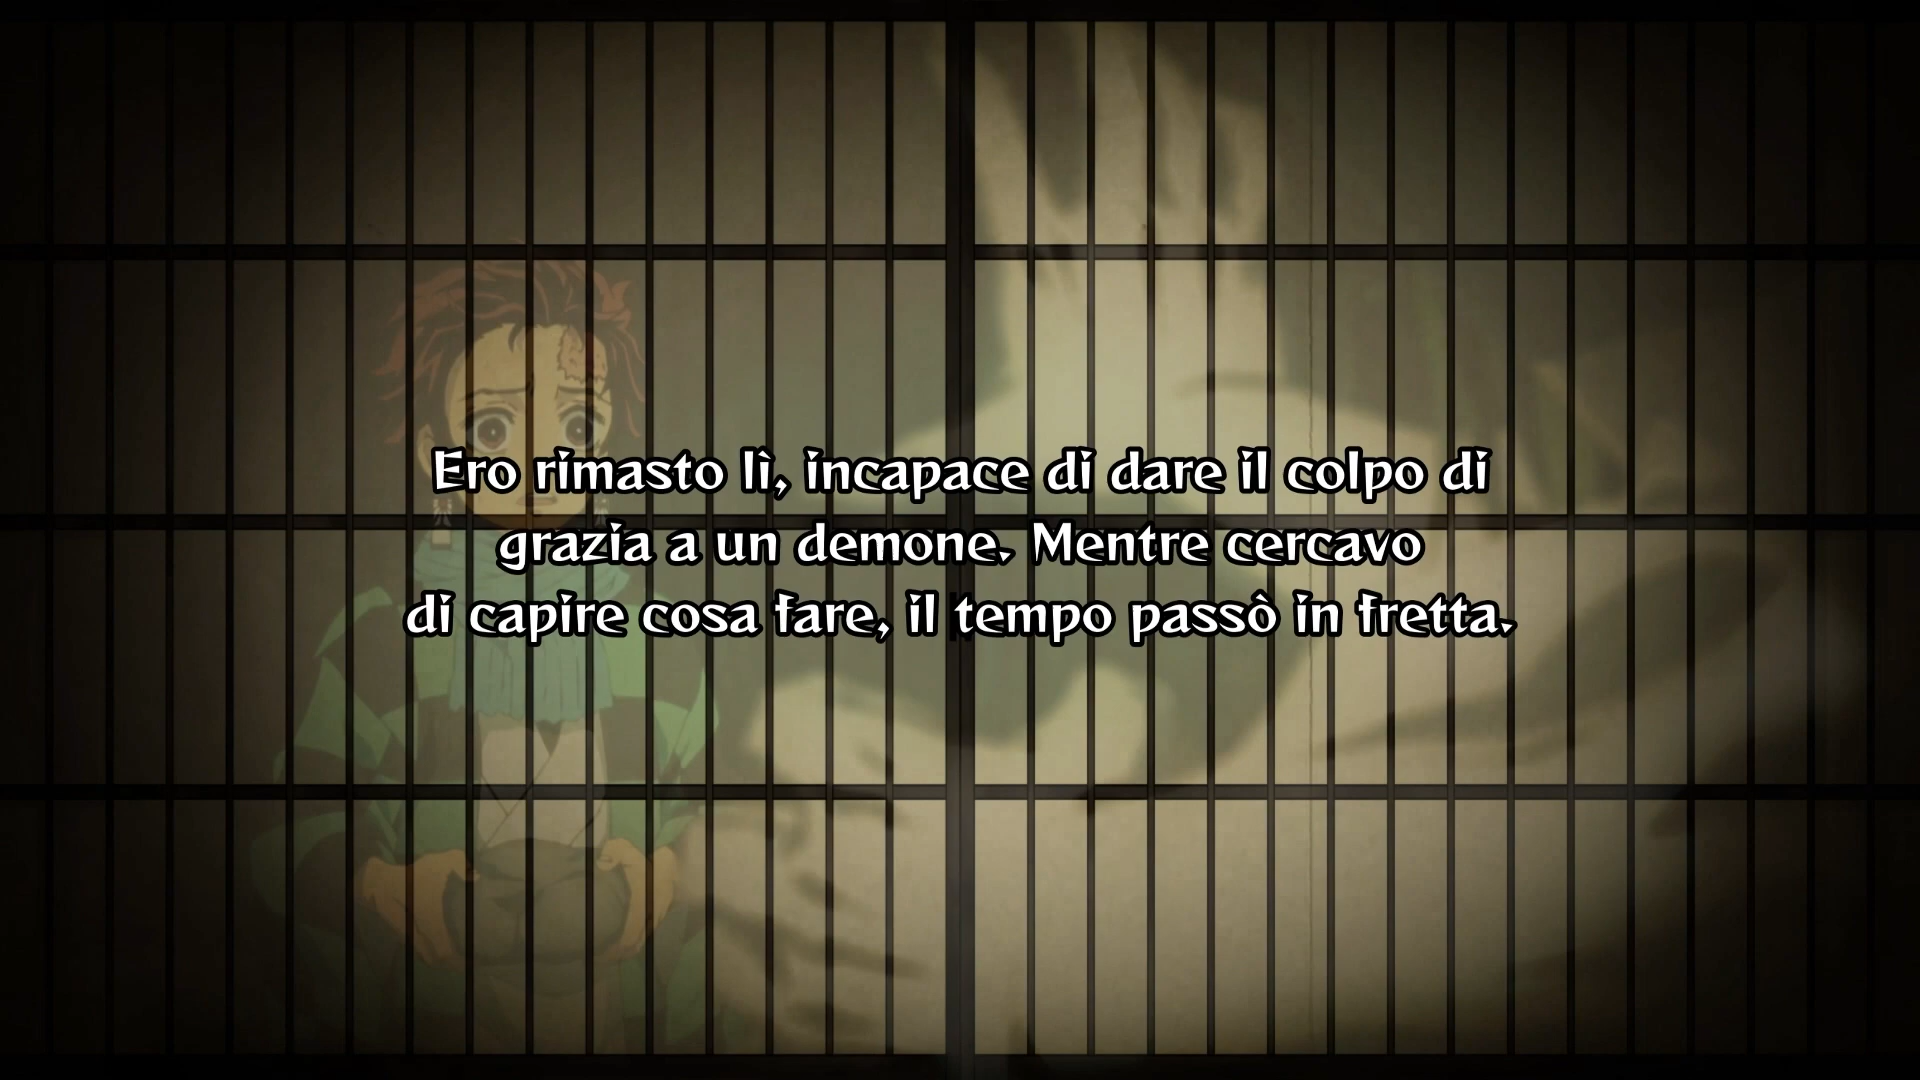 Ero rimasto lì, incapace di dare il colpo di
grazia a un demone. Mentre cercavo
di capire cosa fare, il tempo passò in fretta.